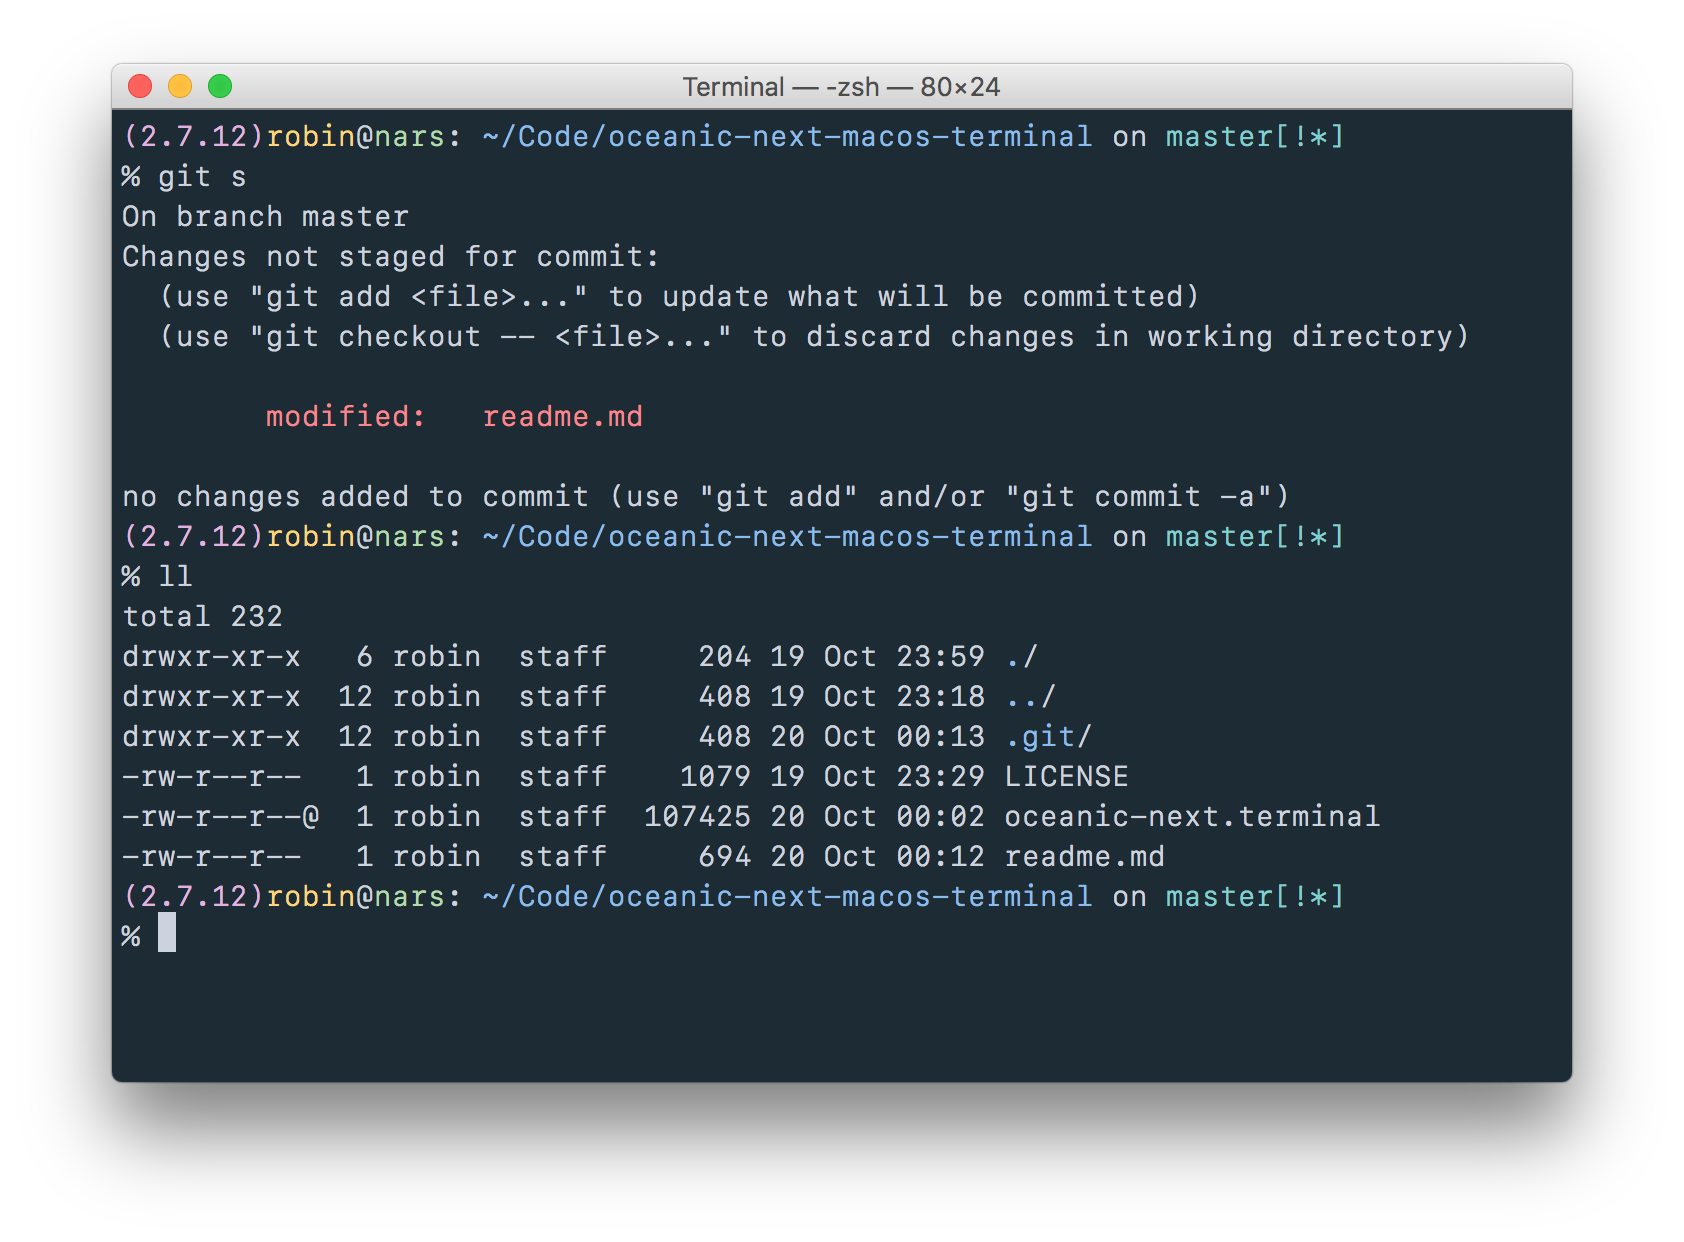 Terminal — -zsh — 80×24
(2.7.12)robin@nars: ~/Code/oceanic-next-macos-terminal on master[!*]
% git s
On branch master
Changes not staged for commit:
  (use "git add <file>..." to update what will be committed)
  (use "git checkout -- <file>..." to discard changes in working directory)
        modified:   readme.md
no changes added to commit (use "git add" and/or "git commit -a")
(2.7.12)robin@nars: ~/Code/oceanic-next-macos-terminal on master[!*]
% ll
total 232
drwxr-xr-x   6 robin  staff     204 19 Oct 23:59 ./
drwxr-xr-x  12 robin  staff     408 19 Oct 23:18 ../
drwxr-xr-x  12 robin  staff     408 20 Oct 00:13 .git/
-rw-r--r--   1 robin  staff    1079 19 Oct 23:29 LICENSE
-rw-r--r--@  1 robin  staff  107425 20 Oct 00:02 oceanic-next.terminal
-rw-r--r--   1 robin  staff     694 20 Oct 00:12 readme.md
(2.7.12)robin@nars: ~/Code/oceanic-next-macos-terminal on master[!*]
%